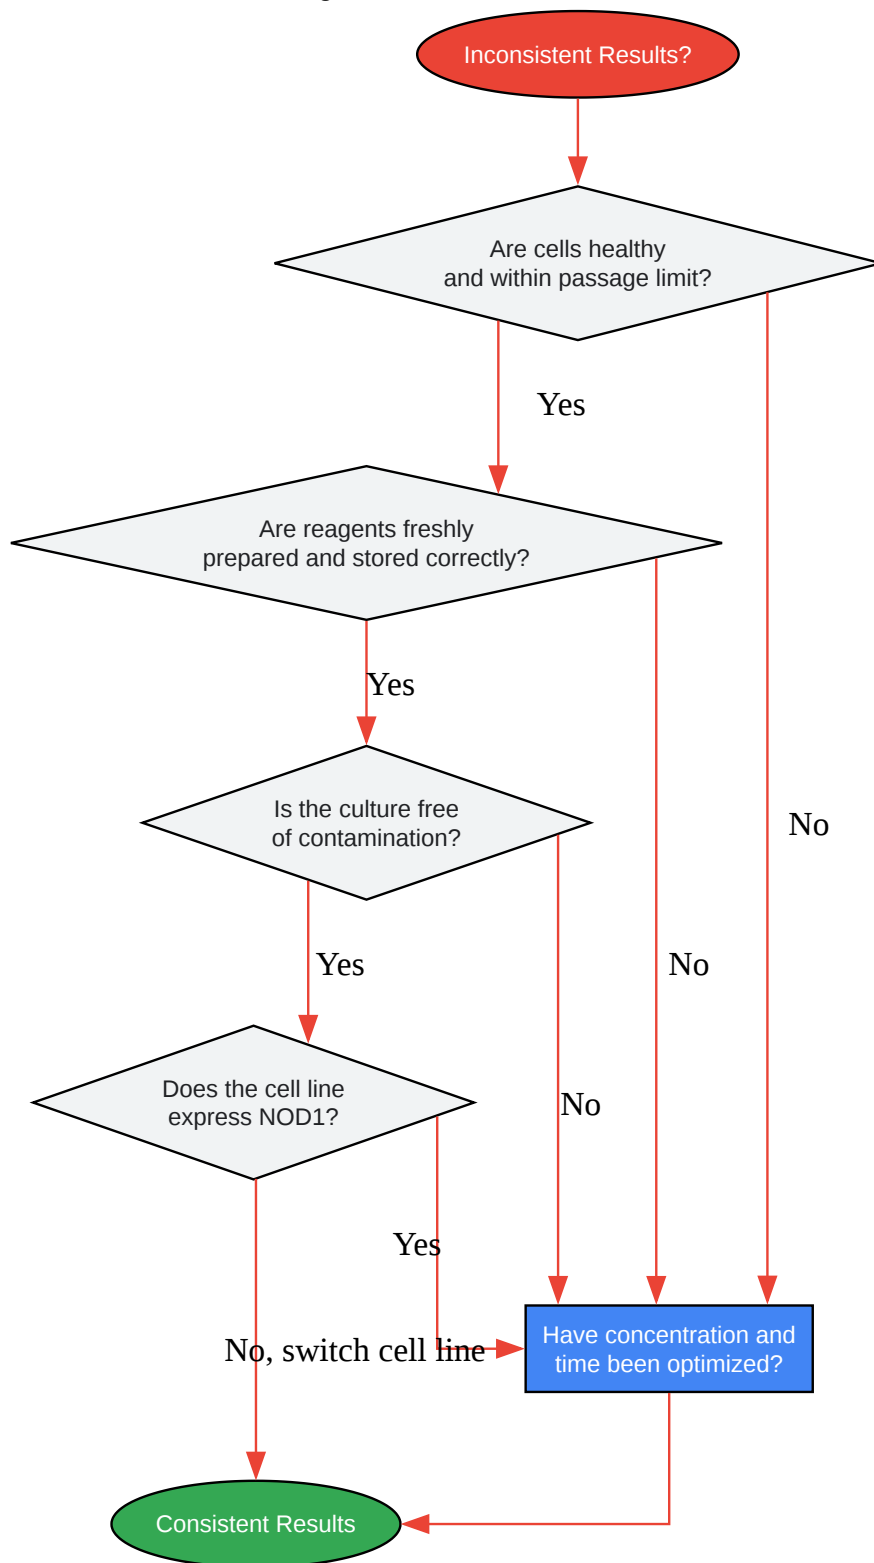 Inconsistent Results?
Are cells healthy
and within passage limit?
Yes
Are reagents freshly
prepared and stored correctly?
Yes
Is the culture free
of contamination?
No
Yes
No
Does the cell line
express NOD1?
No
Yes
No, switch cell line
Have concentration and
time been optimized?
Consistent Results